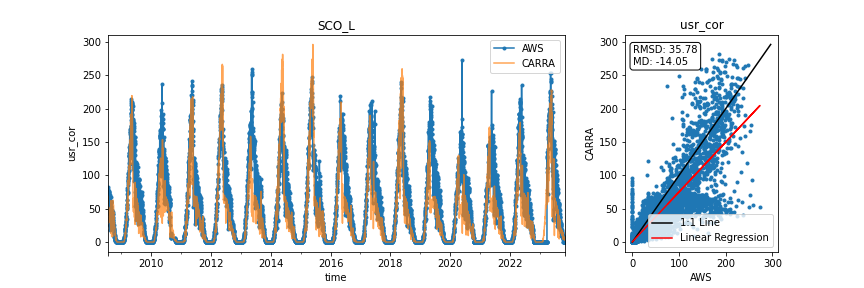 SCO_L
usr_cor
300
250
200
150
100
50
0
usr_cor
AWS
CARRA
2010
2012
2014
2016
2018
2020
2022
time
300
250
200
150
100
50
0
CARRA
RMSD: 35.78
MD: -14.05
1:1 Line
Linear Regression
0
100
200
300
AWS